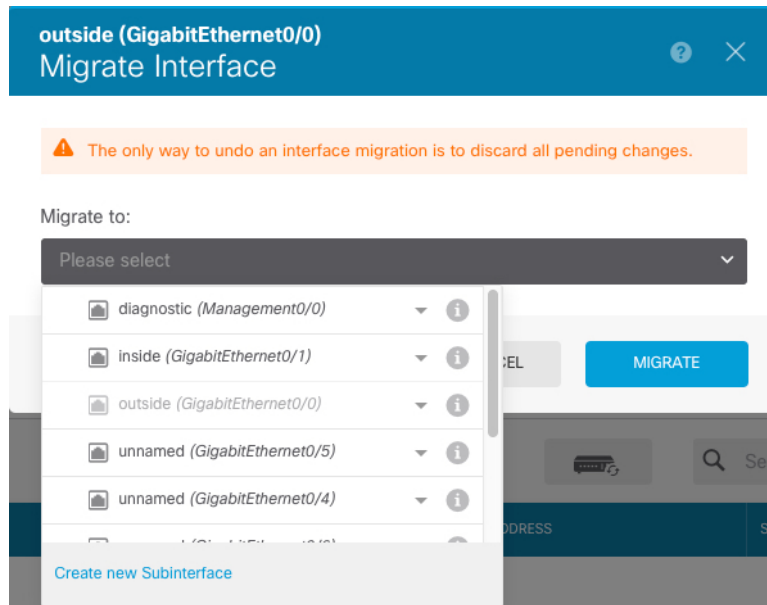 outside (GigabitEthernet0/0)
Migrate Interface
The only way to undo an interface migration is to discard all pending changes.
Migrate to:
Please select
diagnostic (Management0/0)
inside (GigabitEthernet0/1)
outside (GigabitEthernet0/0)
unnamed (GigabitEthernet0/5)
unnamed (GigabitEthernet0/4)
Create new Subinterface
CEL
MIGRATE
Se
DDRESS
S